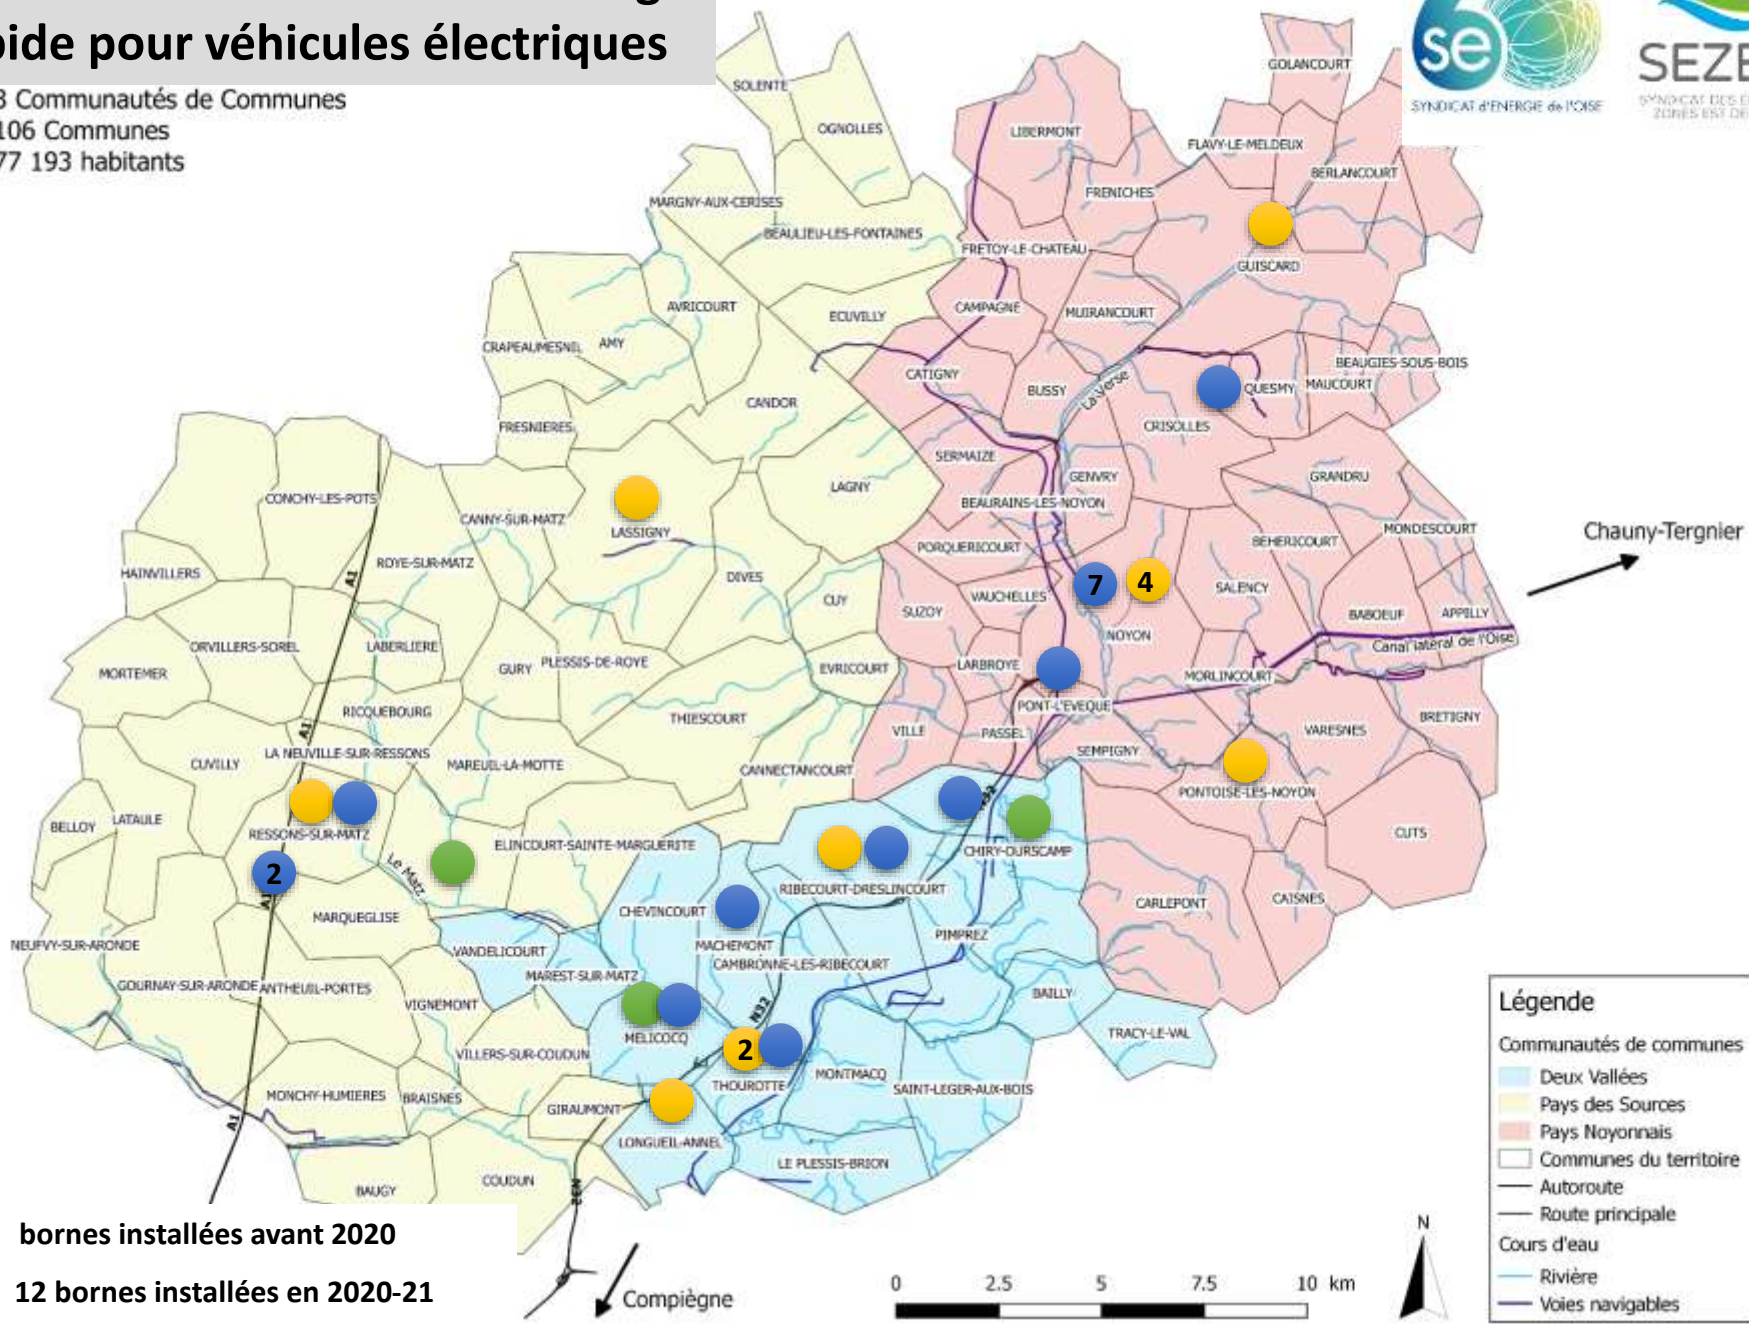 pide pour véhicules électriques
3 Communautés de Communes
106 Communes
77 193 habitants
se
SYNDICAT d'ENERGIE de l'OISE
SEZE
SOLENTE
OGNOLLES
GOLANCOURT
LIBERMONT
FLAVY-LE-MELDEUX
BERLANCOURT
FRENICHES
MARGNY-AUX-CERISES
BEAULIEU-LES-FONTAINES
FRETOY-LE-CHATEAU
GUISCARD
AVRICOURT
ECUVILLY
CAMPAGNE
MUIRANCOURT
CRAPEAUMESNIL
AMY
CATIGNY
BUSSY
La Verse
QUESMY
MAUCOURT
BEAUGIES-SOUS-BOIS
CANDOR
FRESNIERES
CRISOLLES
SERMAIZE
GENVRY
GRANDRU
LAGNY
CONCHY-LES-POTS
CANNY-SUR-MATZ
LASSIGNY
BEAURAINS-LES-NOYON
MONDESCOURT
Chauny-Tergnier
BEHERICOURT
PORQUERICOURT
HAINVILLERS
ROYE-SUR-MATZ
A1
DIVES
CUY
VAUCHELLES
7
4
SALENCY
SUZOY
BABOEUF
APPILLY
NOYON
Canal latéral de l'Oise
ORVILLERS-SOREL
LABERLIERE
MORTEMER
GURY
PLESSIS-DE-ROYE
EVRICOURT
LARBROYE
MORLINCOURT
RICQUEBOURG
A1
THIESCOURT
PONT-L'EVEQUE
BRETIGNY
VILLE
PASSEL
VARESNES
SEMPIGNY
LA NEUVILLE-SUR-RESSONS
CUVILLY
MAREUIL-LA-MOTTE
CANNECTANCOURT
PONTOISE-LES-NOYON
N32
BELLOY
LATAULE
RESSONS-SUR-MATZ
CUTS
ELINCOURT-SAINTE-MARGUERITE
CHIRY-OURSCAMP
Le Matz
2
A1
RIBECOURT-DRESLINCOURT
MARQUEGLISE
CHEVINCOURT
CARLEPONT
CAISNES
NEUFVY-SUR-ARONDE
VANDELICOURT
MACHEMONT
PIMPREZ
CAMBRONNE-LES-RIBECOURT
MAREST-SUR-MATZ
GOURNAY-SUR-ARONDE
ANTHEUIL-PORTES
VIGNEMONT
BAILLY
N32
MELICOCQ
TRACY-LE-VAL
VILLERS-SUR-COUDUN
2
THOUROTTE
MONTMACQ
SAINT-LEGER-AUX-BOIS
MONCHY-HUMIERES
BRAISNES
GIRAUMONT
A1
LONGUEIL-ANNEL
LE PLESSIS-BRION
BAUGY
COUDUN
N32
bornes installées avant 2020
12 bornes installées en 2020-21
Compiègne
0 2.5 5 7.5 10 km
N
Légende
Communautés de communes
Deux Vallées
Pays des Sources
Pays Noyonnais
Communes du territoire
Autoroute
Route principale
Cours d'eau
Rivière
Voies navigables